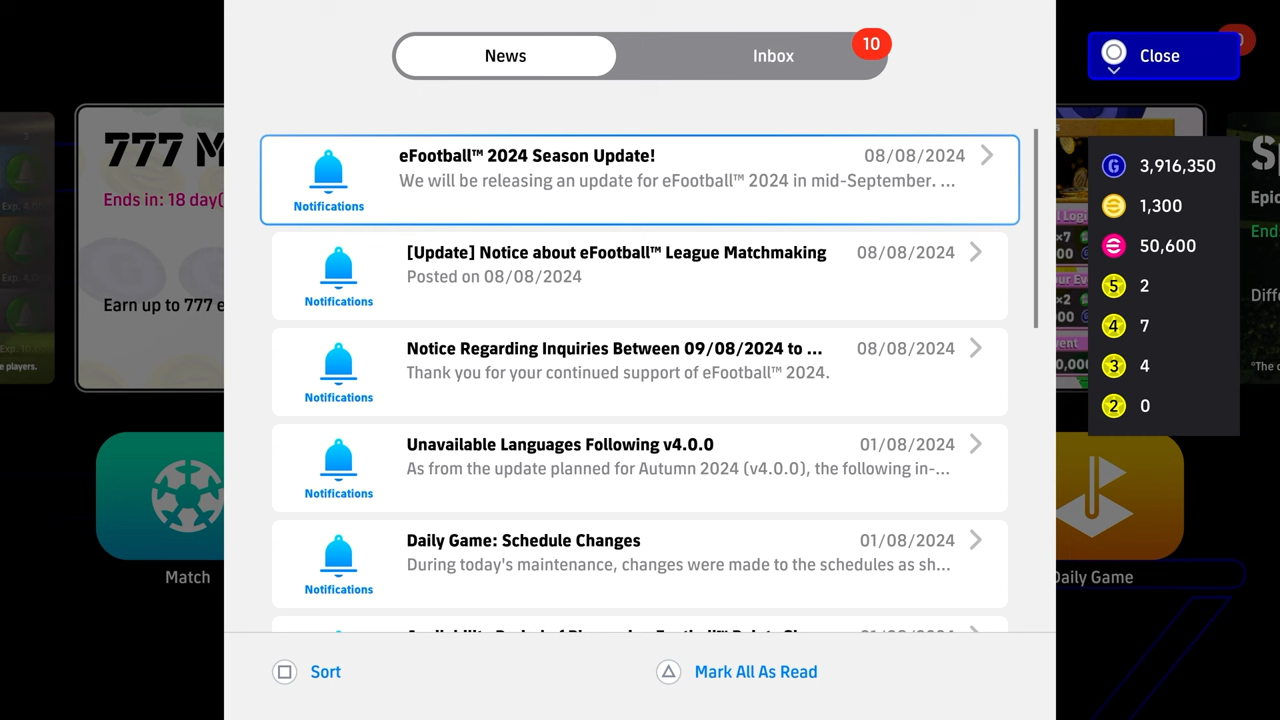 News
Inbox
10
Close
777 M
Ends in: 18 day(
Earn up to 777 e
e players.
eFootball™ 2024 Season Update!
08/08/2024
We will be releasing an update for eFootball™ 2024 in mid-September. ...
Notifications
[Update] Notice about eFootball™ League Matchmaking
08/08/2024
Posted on 08/08/2024
Notifications
Notice Regarding Inquiries Between 09/08/2024 to ...
08/08/2024
Thank you for your continued support of eFootball™ 2024.
Notifications
Unavailable Languages Following v4.0.0
01/08/2024
As from the update planned for Autumn 2024 (v4.0.0), the following in-...
Notifications
Daily Game: Schedule Changes
01/08/2024
During today's maintenance, changes were made to the schedules as sh...
Notifications
Sort
Mark All As Read
G 3,916,350
1,300
50,600
5 2
4 7
3 4
2 0
Sp
Epic
End
Diffe
Match
Daily Game